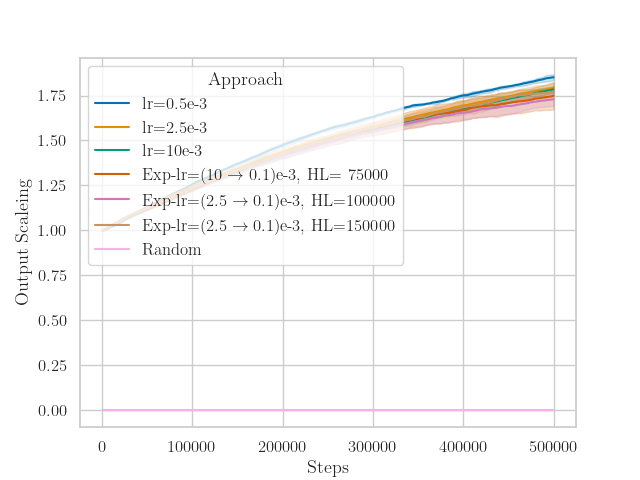 Approach
lr=0.5e-3
lr=2.5e-3
lr=10e-3
Exp-lr=(10 → 0.1)e-3, HL= 75000
Exp-lr=(2.5 → 0.1)e-3, HL=100000
Exp-lr=(2.5 → 0.1)e-3, HL=150000
Random
Output Scaleing
1.75
1.50
1.25
1.00
0.75
0.50
0.25
0.00
0 100000 200000 300000 400000 500000
Steps